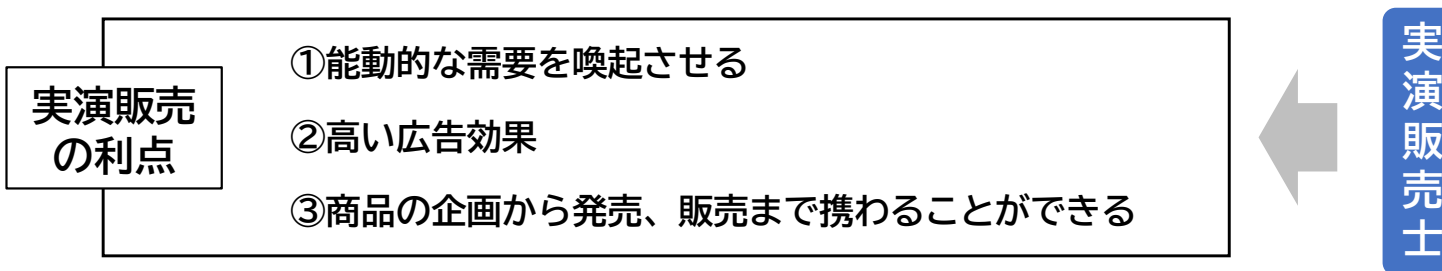 実演販売
の利点
①能動的な需要を喚起させる
②高い広告効果
③商品の企画から発売、販売まで携わることができる
実演販売士